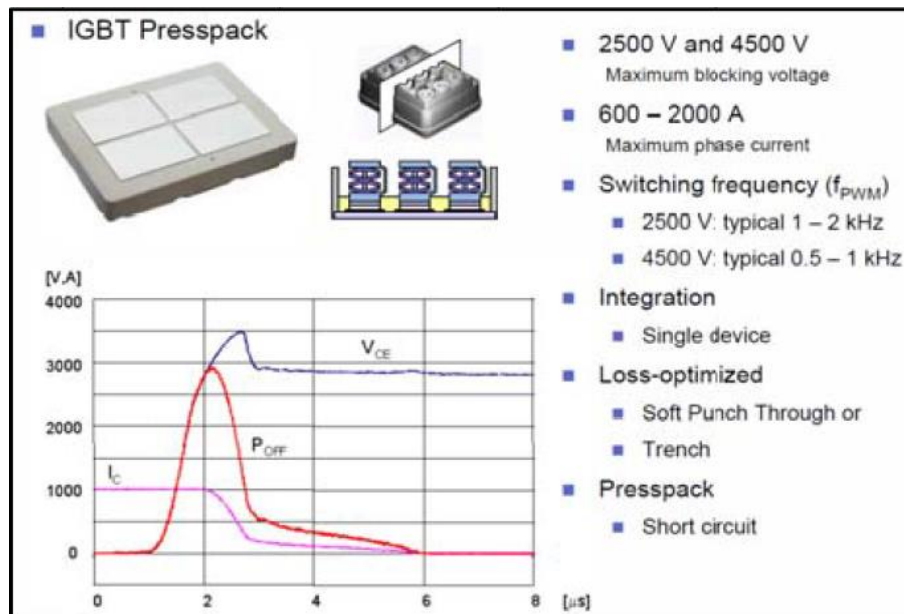 IGBT Presspack
2500 V and 4500 V
Maximum blocking voltage
600 – 2000 A
Maximum phase current
Switching frequency (fPWM)
2500 V: typical 1 – 2 kHz
4500 V: typical 0.5 – 1 kHz
Integration
Single device
Loss-optimized
Soft Punch Through or
Trench
Presspack
Short circuit
[V.A]
4000
3000
2000
1000
0
VCE
POFF
IC
0 2 4 6 8 [µs]